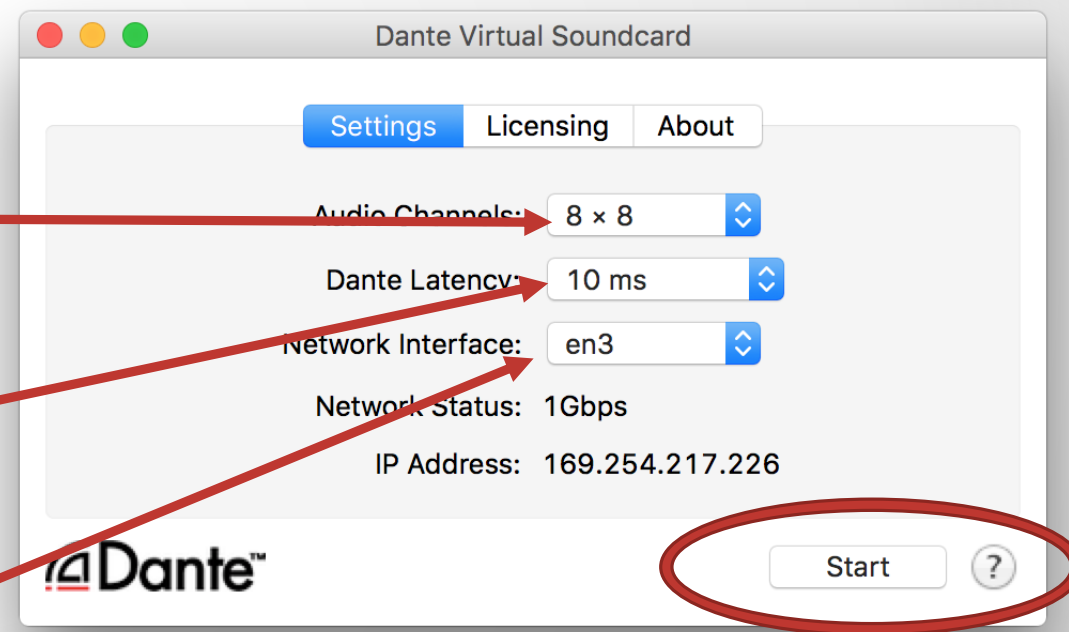 Dante Virtual Soundcard
Settings Licensing About
Audio Channels: 8 × 8
Dante Latency: 10 ms
Network Interface: en3
Network Status: 1Gbps
IP Address: 169.254.217.226
Dante™ Start ?